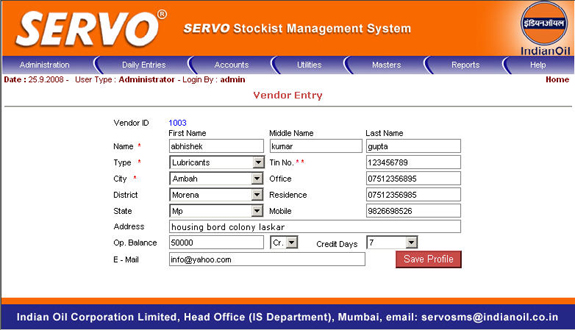 SERVO® SERVO Stockist Management System
इंडियनऑयल
IndianOil
Administration Daily Entries Accounts Utilities Masters Reports Help
Date : 25.9.2008 - User Type : Administrator - Login By : admin Home
Vendor Entry
Vendor ID 1003
First Name Middle Name Last Name
Name * abhishek kumar gupta
Type * Lubricants Tin No. * * 123456789
City * Ambah Office 07512356895
District Morena Residence 07512356985
State Mp Mobile 9826698526
Address housing bord colony laskar
Op. Balance 50000 Cr. Credit Days 7
E - Mail info@yahoo.com Save Profile
Indian Oil Corporation Limited, Head Office (IS Department), Mumbai, email: servosms@indianoil.co.in